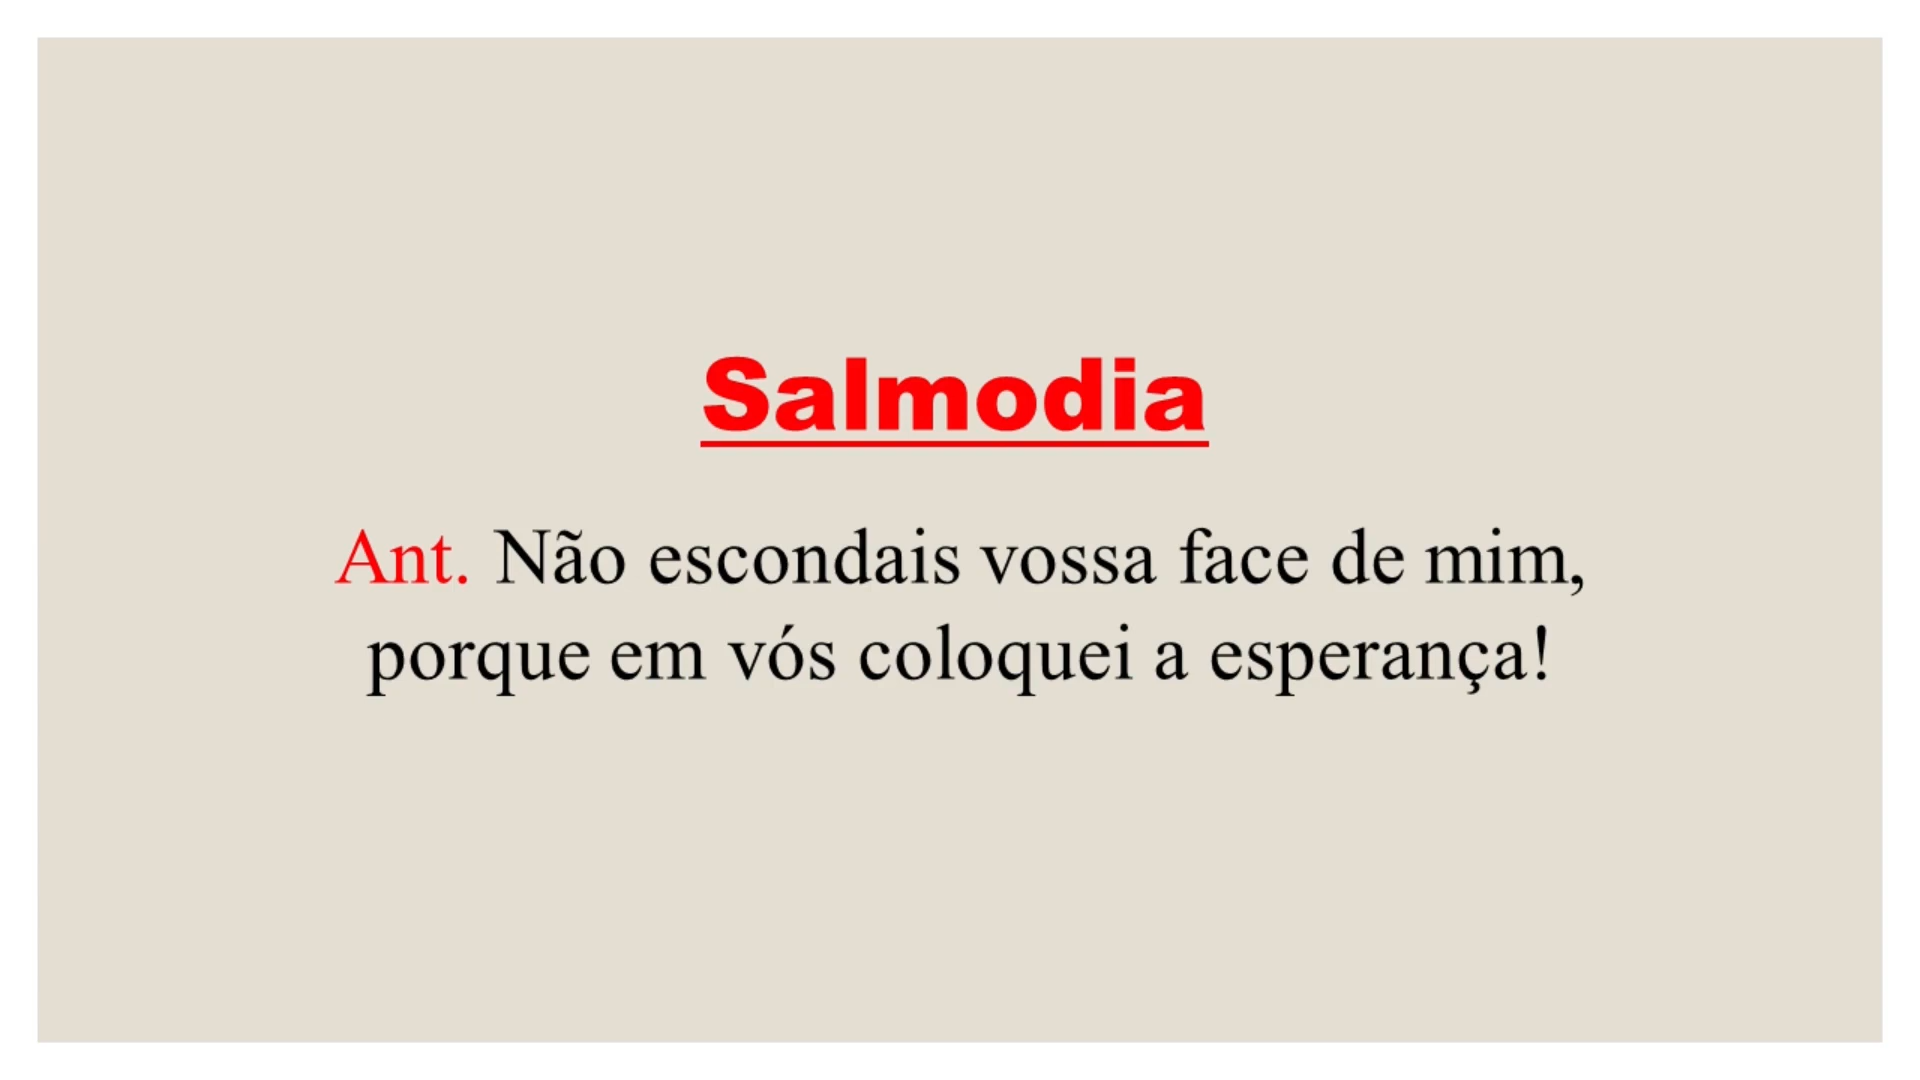 Salmodia
Ant. Não escondais vossa face de mim,
porque em vós coloquei a esperança!